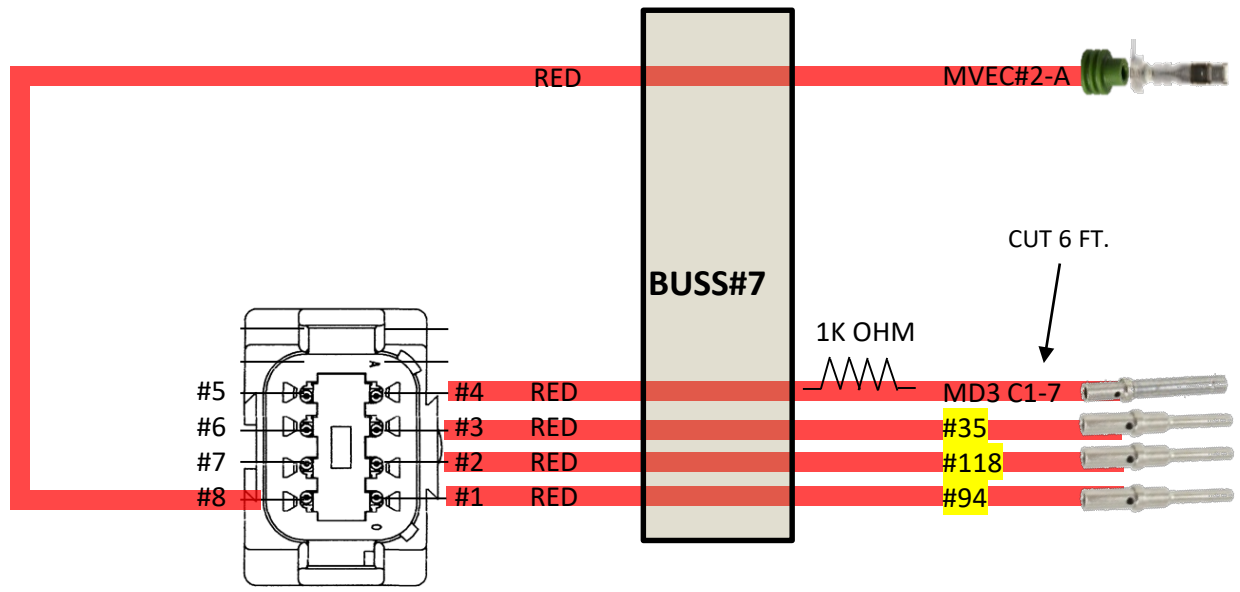 RED MVEC#2-A
CUT 6 FT.
BUSS#7
1K OHM
#5 #4 RED MD3 C1-7
#6 #3 RED #35
#7 #2 RED #118
#8 #1 RED #94
A
O